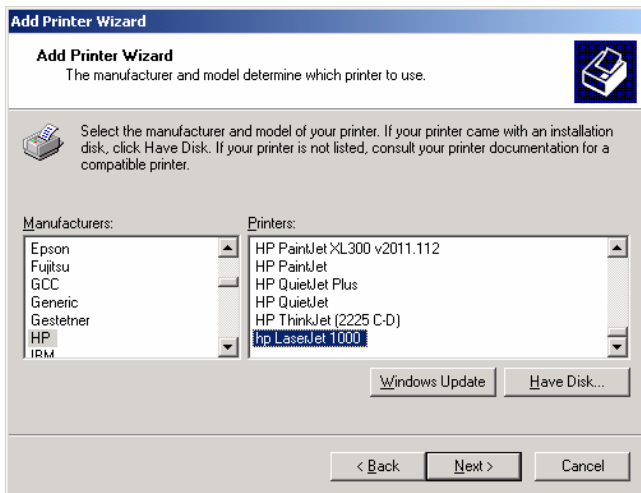 Add Printer Wizard
Add Printer Wizard
The manufacturer and model determine which printer to use.
Select the manufacturer and model of your printer. If your printer came with an installation
disk, click Have Disk. If your printer is not listed, consult your printer documentation for a
compatible printer.
Manufacturers:
Epson
Fujitsu
GCC
Generic
Gestetner
HP
IBM
Printers:
HP PaintJet XL300 v2011.112
HP PaintJet
HP QuietJet Plus
HP QuietJet
HP ThinkJet (2225 C-D)
hp LaserJet 1000
Windows Update
Have Disk...
< Back
Next >
Cancel